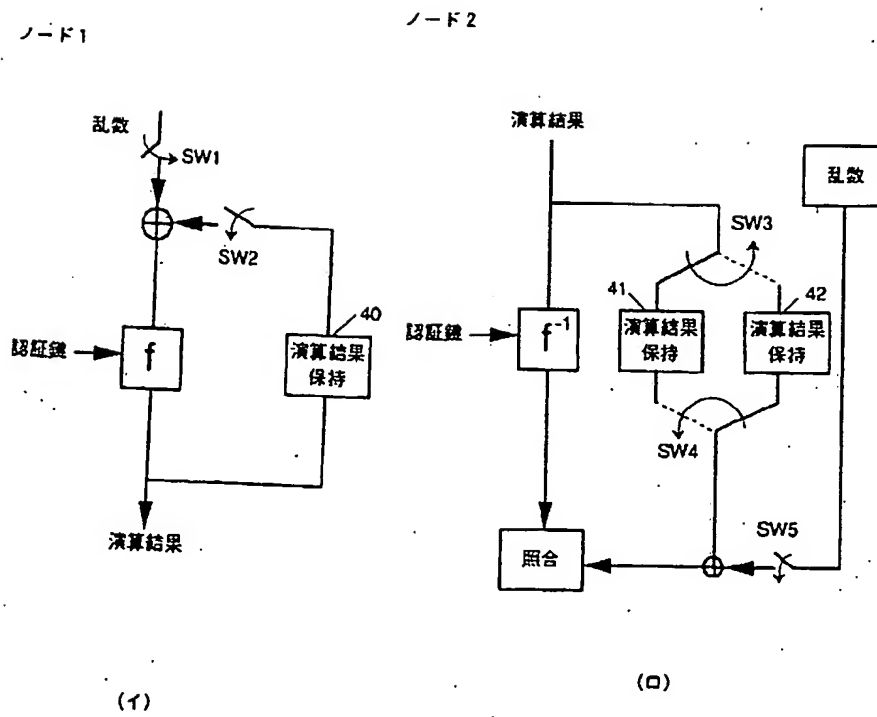 ノード1
ノード2
乱数
SW1
SW2
認証鍵
f
40
演算結果
保持
演算結果
(イ)
演算結果
乱数
SW3
41
42
認証鍵
f-1
演算結果
保持
演算結果
保持
SW4
SW5
照合
(ロ)